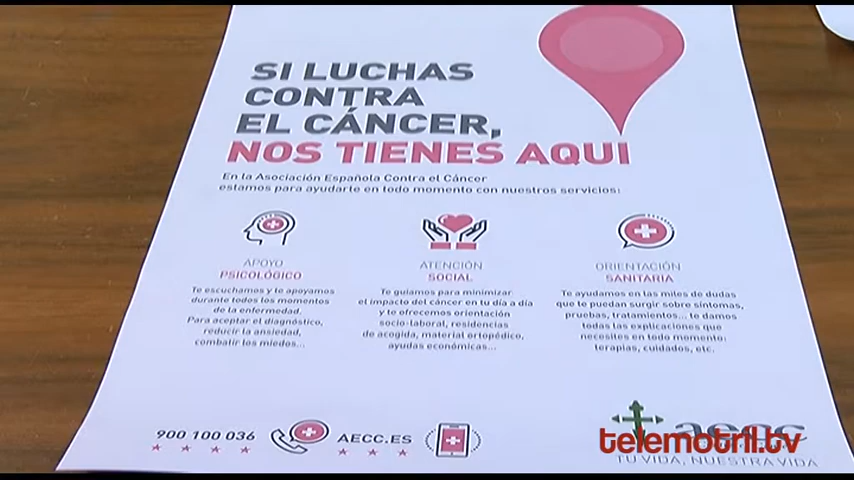 SI LUCHAS
CONTRA
EL CÁNCER,
NOS TIENES AQUI
En la Asociación Española Contra el Cáncer
estamos para ayudarte en todo momento con nuestros servicios:
APOYO
PSICOLÓGICO
Te escuchamos y te apoyamos
durante todos los momentos
de la enfermedad.
Para aceptar el diagnóstico,
reducir la ansiedad,
combatir los miedos...
ATENCIÓN
SOCIAL
Te guiamos para minimizar
el impacto del cáncer en tu día a día
y te ofrecemos orientación
socio-laboral, residencias
de acogida, material ortopédico,
ayudas económicas...
ORIENTACIÓN
SANITARIA
Te ayudamos en las miles de dudas
que te puedan surgir sobre síntomas,
pruebas, tratamientos... te damos
todas las explicaciones que
necesites en todo momento:
terapias, cuidados, etc.
900 100 036
AECC.ES
telemotril.tv
TU VIDA, NUESTRA VIDA